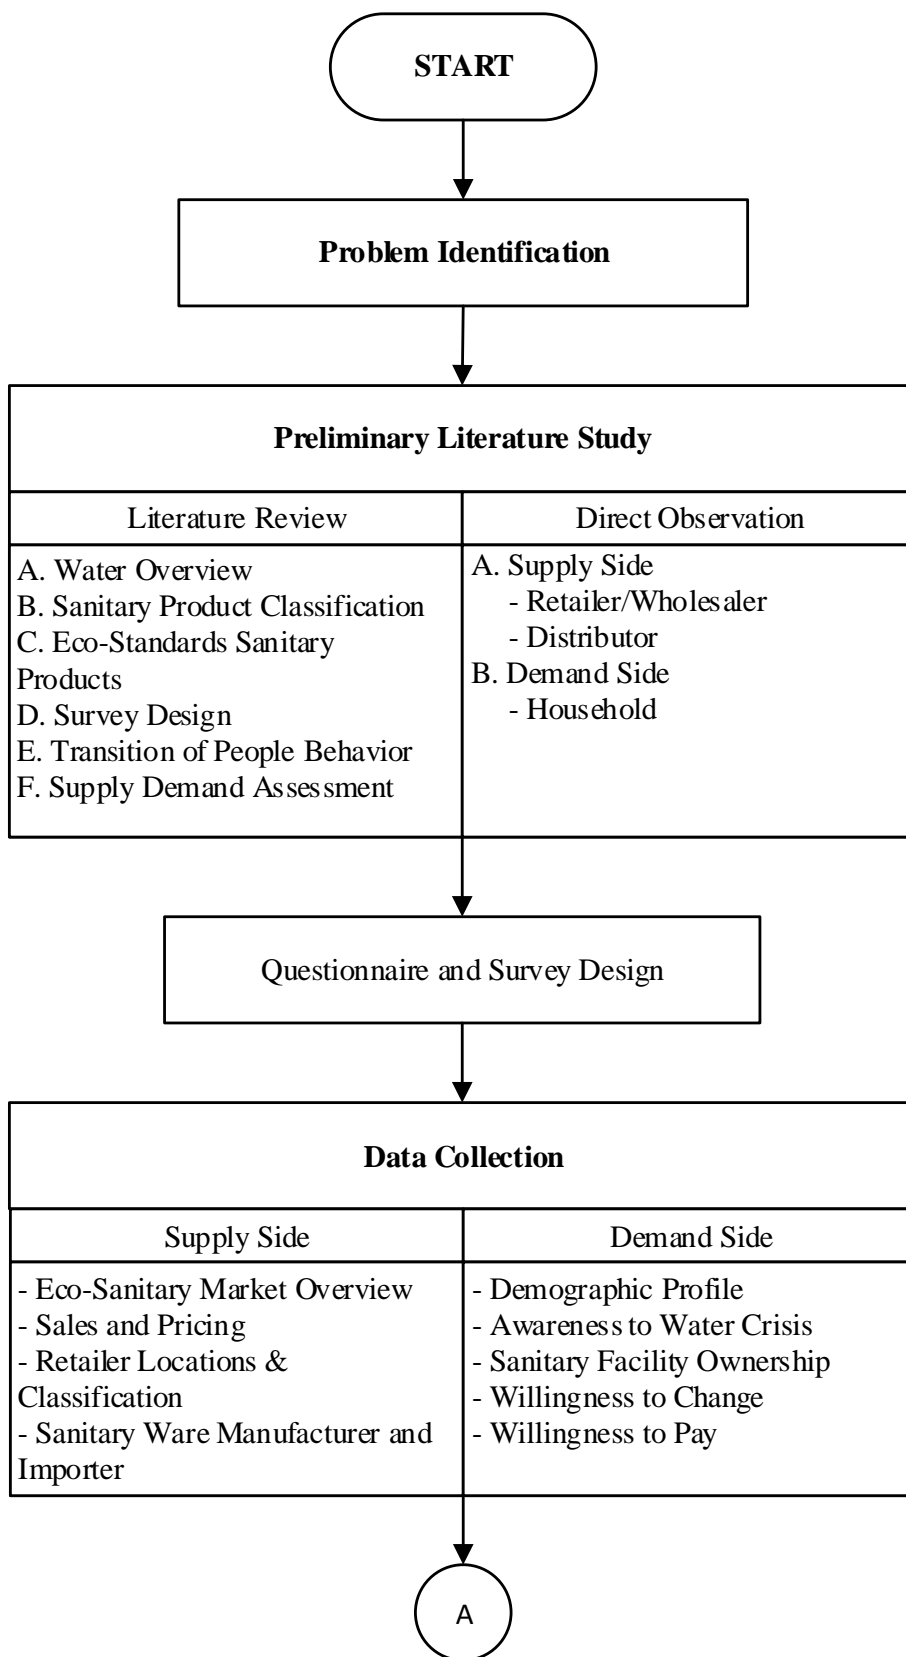 START
Problem Identification
Preliminary Literature Study
Literature Review
Direct Observation
A. Water Overview
B. Sanitary Product Classification
C. Eco-Standards Sanitary
Products
D. Survey Design
E. Transition of People Behavior
F. Supply Demand Assessment
A. Supply Side
- Retailer/Wholesaler
- Distributor
B. Demand Side
- Household
Questionnaire and Survey Design
Data Collection
Supply Side
Demand Side
- Eco-Sanitary Market Overview
- Sales and Pricing
- Retailer Locations &
Classification
- Sanitary Ware Manufacturer and
Importer
- Demographic Profile
- Awareness to Water Crisis
- Sanitary Facility Ownership
- Willingness to Change
- Willingness to Pay
A